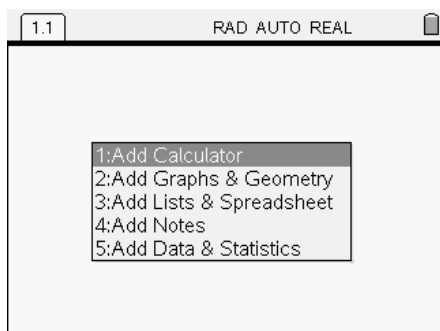 1.1 RAD AUTO REAL
1:Add Calculator
2:Add Graphs & Geometry
3:Add Lists & Spreadsheet
4:Add Notes
5:Add Data & Statistics